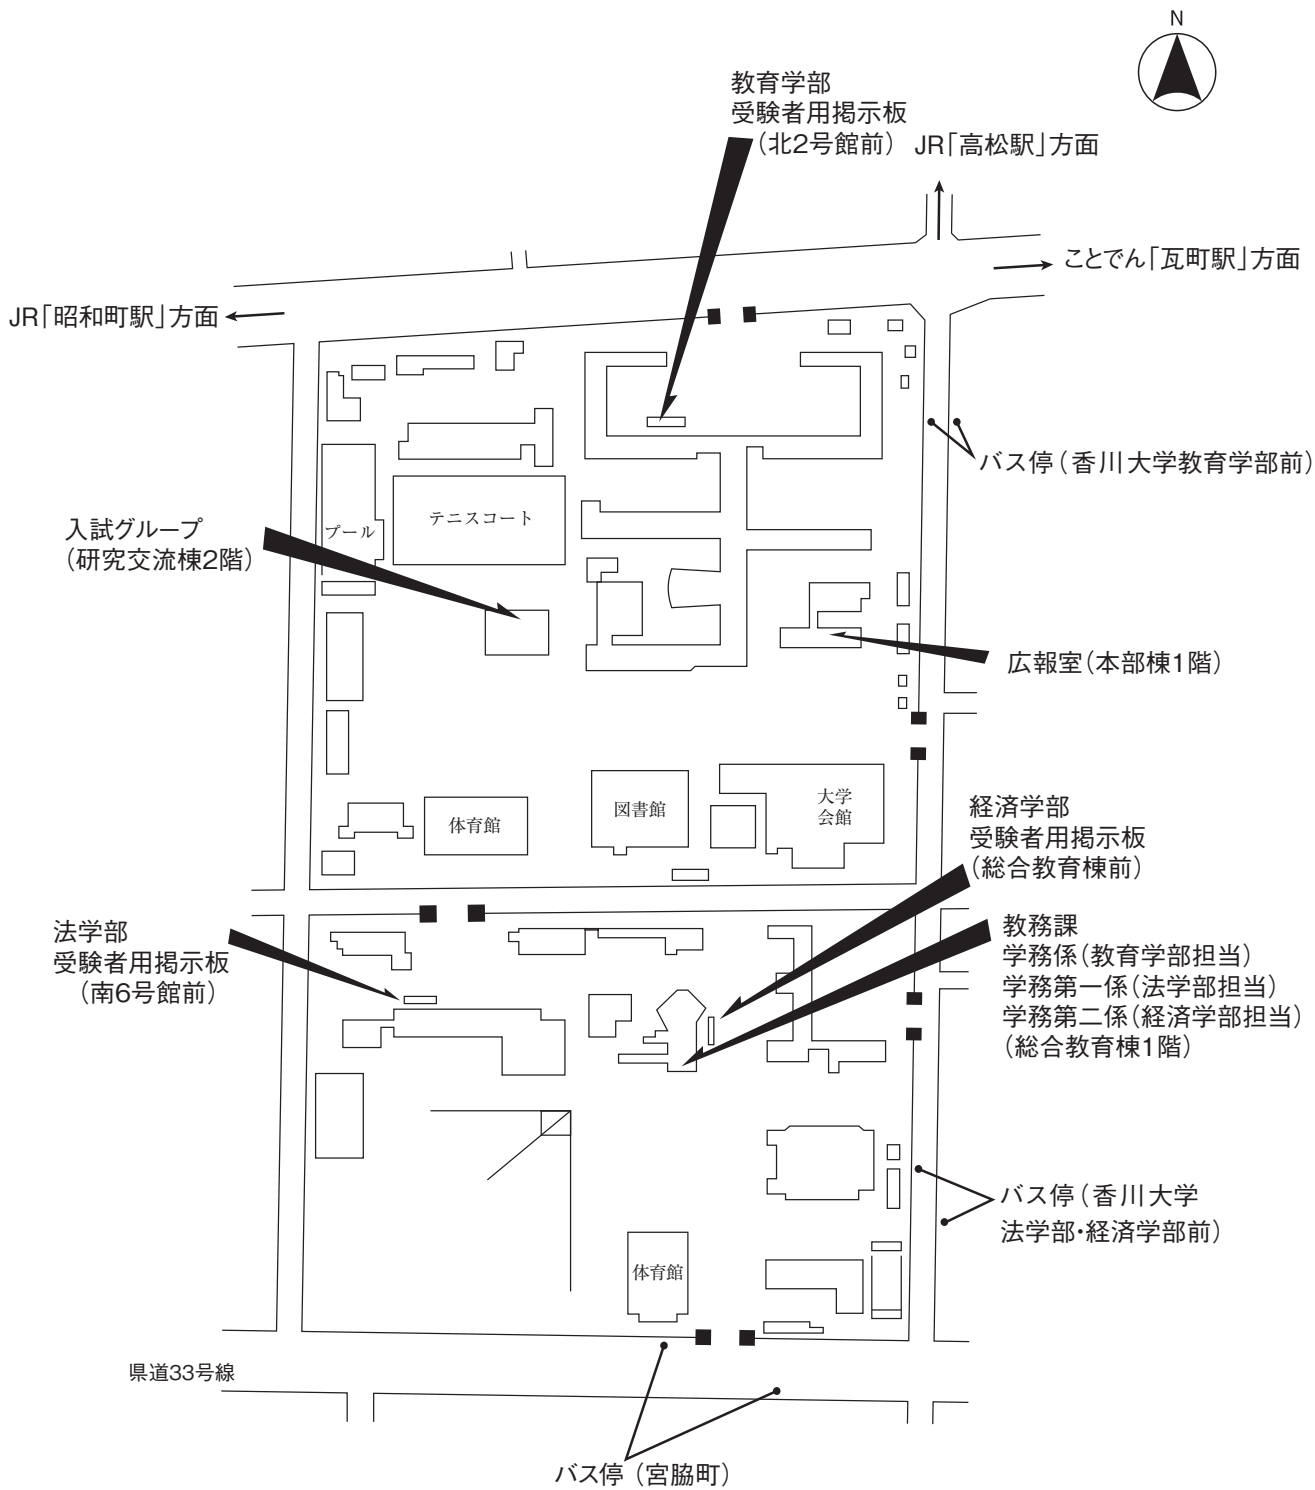 N
教育学部
受験者用掲示板
（北2号館前）
JR「高松駅」方面
ことでん「瓦町駅」方面
JR「昭和町駅」方面
バス停（香川大学教育学部前）
入試グループ
（研究交流棟2階）
プール
テニスコート
広報室（本部棟1階）
体育館
図書館
大学
会館
経済学部
受験者用掲示板
（総合教育棟前）
法学部
受験者用掲示板
（南6号館前）
教務課
学務係（教育学部担当）
学務第一係（法学部担当）
学務第二係（経済学部担当）
（総合教育棟1階）
バス停（香川大学
法学部・経済学部前）
体育館
県道33号線
バス停（宮脇町）